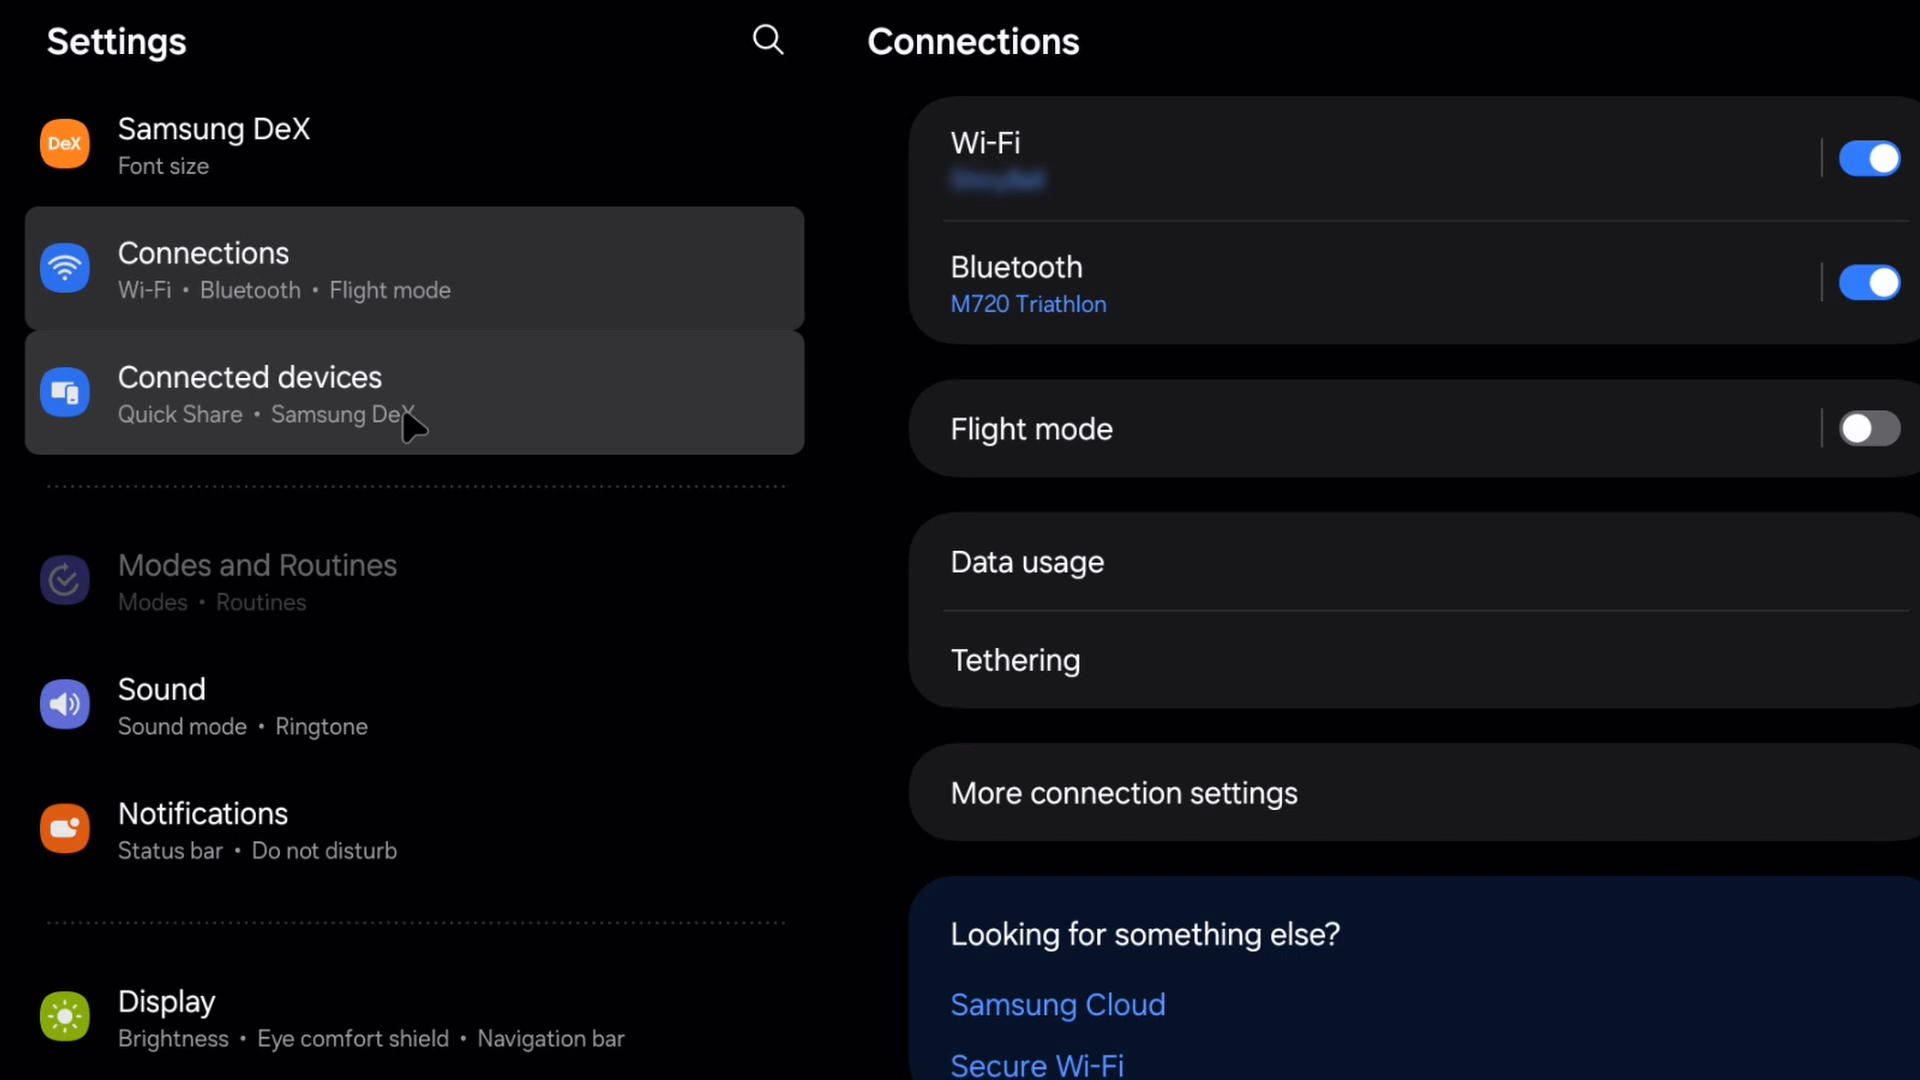 Settings
DeX
Samsung DeX
Font size
Connections
Wi-Fi • Bluetooth • Flight mode
Connected devices
Quick Share • Samsung DeX
Modes and Routines
Modes • Routines
Sound
Sound mode • Ringtone
Notifications
Status bar • Do not disturb
Display
Brightness • Eye comfort shield • Navigation bar
Connections
Wi-Fi
Bluetooth
M720 Triathlon
Flight mode
Data usage
Tethering
More connection settings
Looking for something else?
Samsung Cloud
Secure Wi-Fi